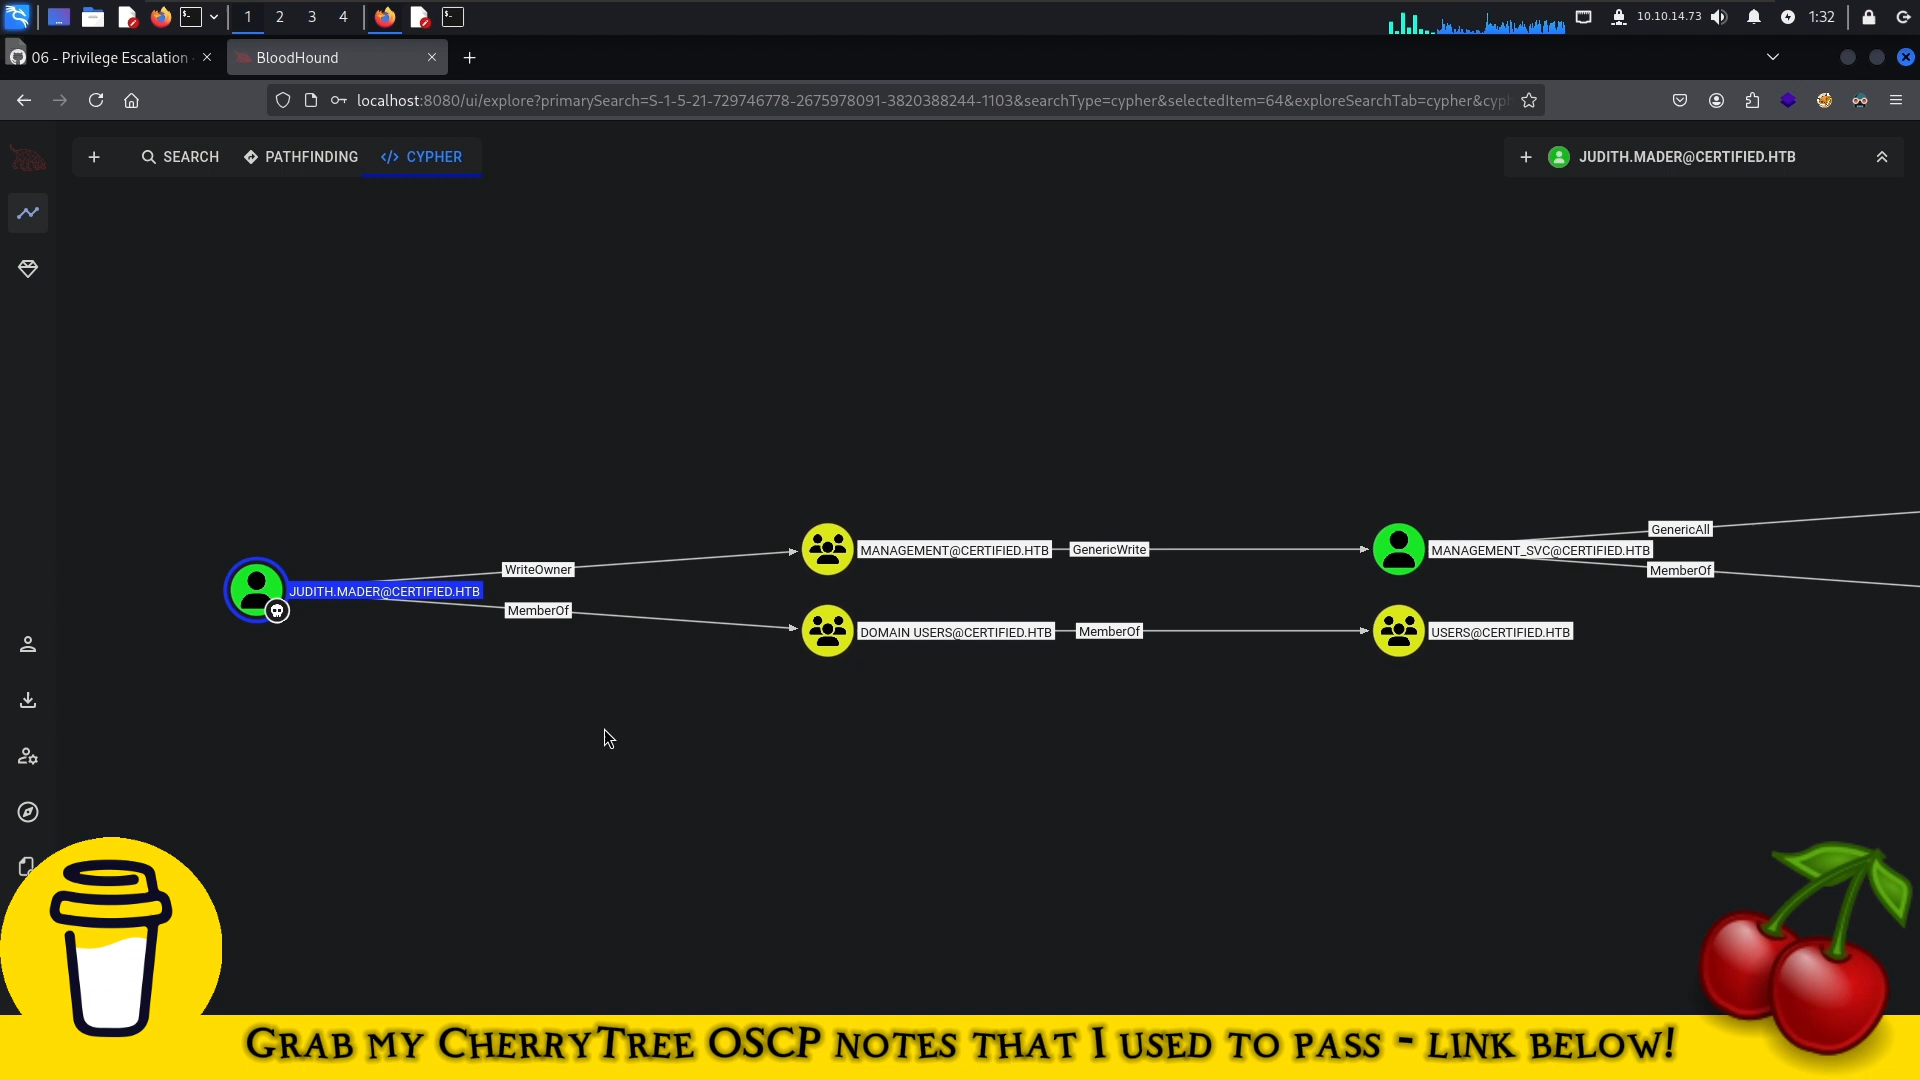 1 2 3 4
10.10.14.73
1:32
06 - Privilege Escalation
BloodHound
localhost:8080/ui/explore?primarySearch=S-1-5-21-729746778-2675978091-3820388244-1103&searchType=cypher&selectedItem=64&exploreSearchTab=cypher&cyp
SEARCH
PATHFINDING
CYPHER
JUDITH.MADER@CERTIFIED.HTB
GenericAll
WriteOwner
MANAGEMENT@CERTIFIED.HTB
GenericWrite
MANAGEMENT_SVC@CERTIFIED.HTB
MemberOf
JUDITH.MADER@CERTIFIED.HTB
MemberOf
DOMAIN USERS@CERTIFIED.HTB
MemberOf
USERS@CERTIFIED.HTB
Grab my CherryTree OSCP notes that I used to pass - link below!